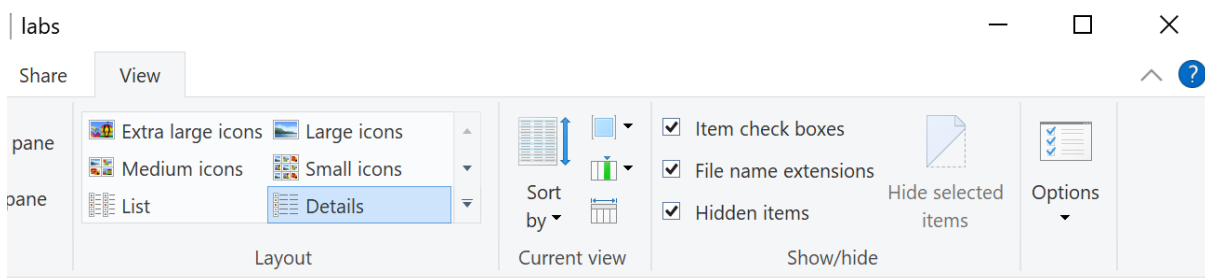 labs
Share
View
?
pane
pane
Extra large icons
Large icons
Medium icons
Small icons
List
Details
Layout
Sort
by
Current view
Item check boxes
File name extensions
Hidden items
Hide selected
items
Show/hide
Options